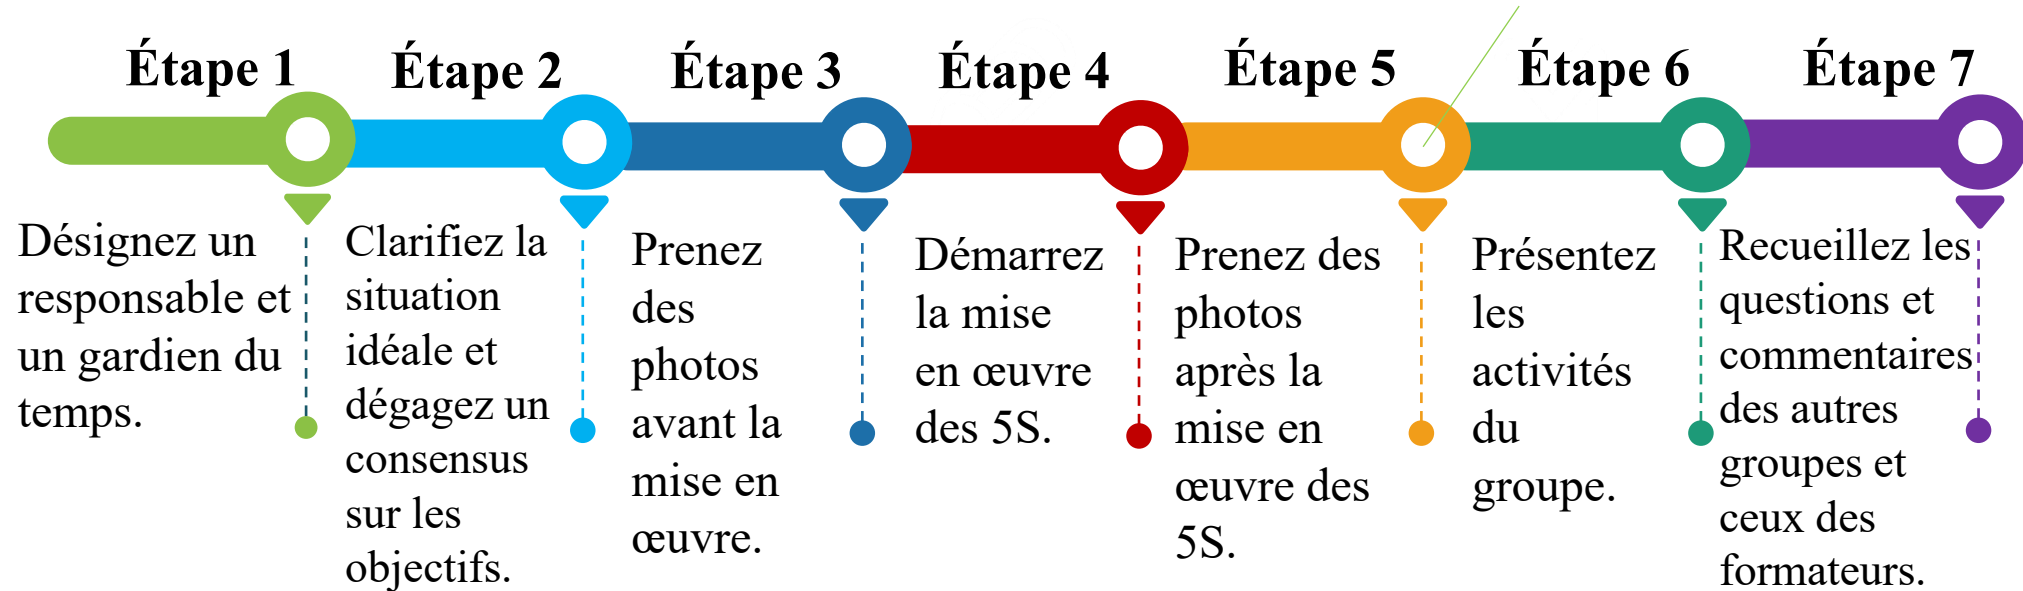 Étape 1
Désignez un
responsable et
un gardien du
temps.
Étape 2
Clarifiez la
situation
idéale et
dégagez un
consensus
sur les
objectifs.
Étape 3
Prenez
des
photos
avant la
mise en
œuvre.
Étape 4
Démarrez
la mise
en œuvre
des 5S.
Étape 5
Prenez des
photos
après la
mise en
œuvre des
5S.
Étape 6
Présentez
les
activités
du
groupe.
Étape 7
Recueillez les
questions et
commentaires
des autres
groupes et
ceux des
formateurs.